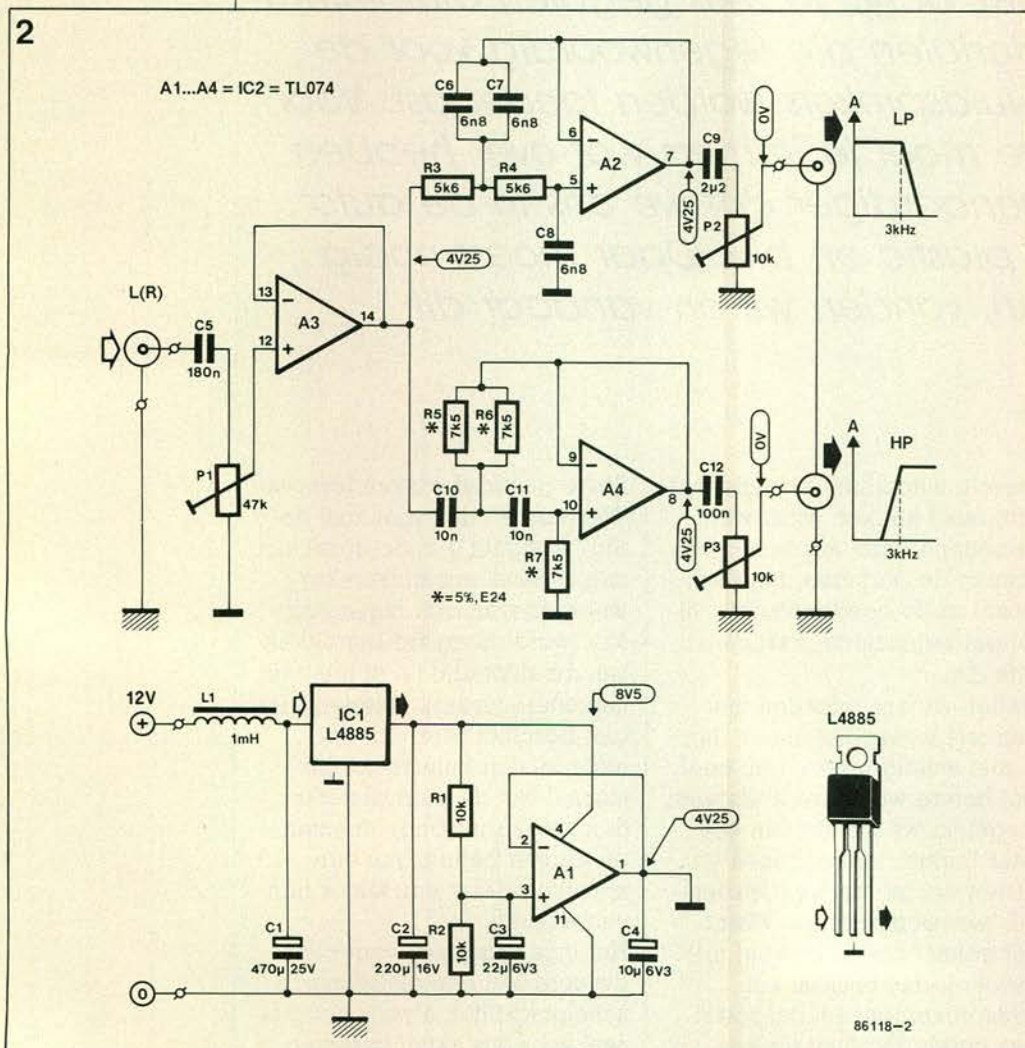 2
A1...A4 = IC2 = TL074
C6
6n8
C7
6n8
6
5
A2
7
C9
2µ2
0V
A
LP
3kHz
R3
5k6
R4
5k6
4V25
P2
10k
C8
6n8
4V25
13
12
A3
14
L(R)
C5
180n
P1
47k
R5
*
7k5
R6
*
7k5
9
10
A4
8
C12
100n
0V
A
HP
3kHz
C10
10n
C11
10n
R7
*
7k5
4V25
P3
10k
*=5%, E24
12V
L1
1mH
IC1
L4885
8V5
L4885
R1
10k
4V25
2
3
4
A1
1
11
C1
470µ 25V
C2
220µ 16V
R2
10k
C3
22µ 6V3
C4
10µ 6V3
0
86118-2